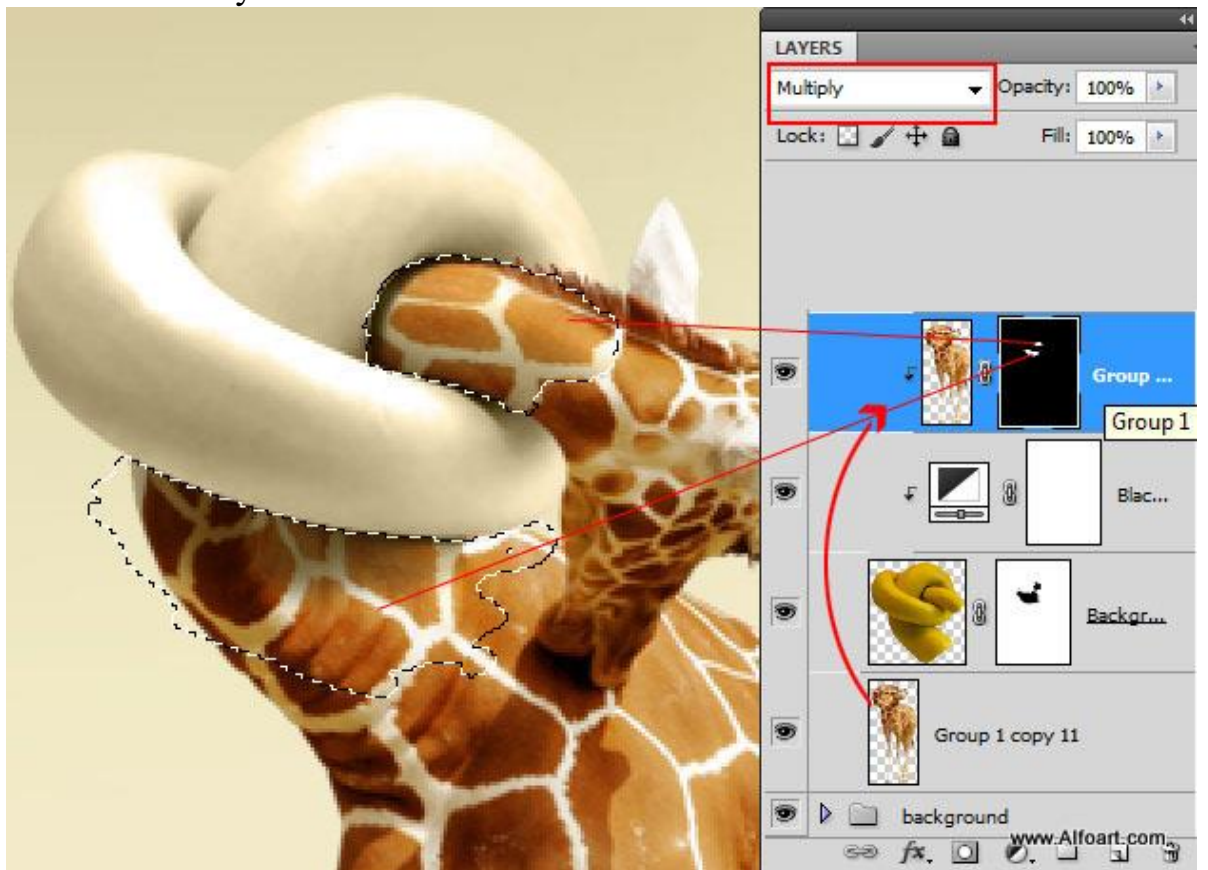 LAYERS
Multiply Opacity: 100%
Lock: Fill: 100%
Group ...
Group 1
Blac...
Backgr...
Group 1 copy 11
background
www.Alfoart.com
fx.